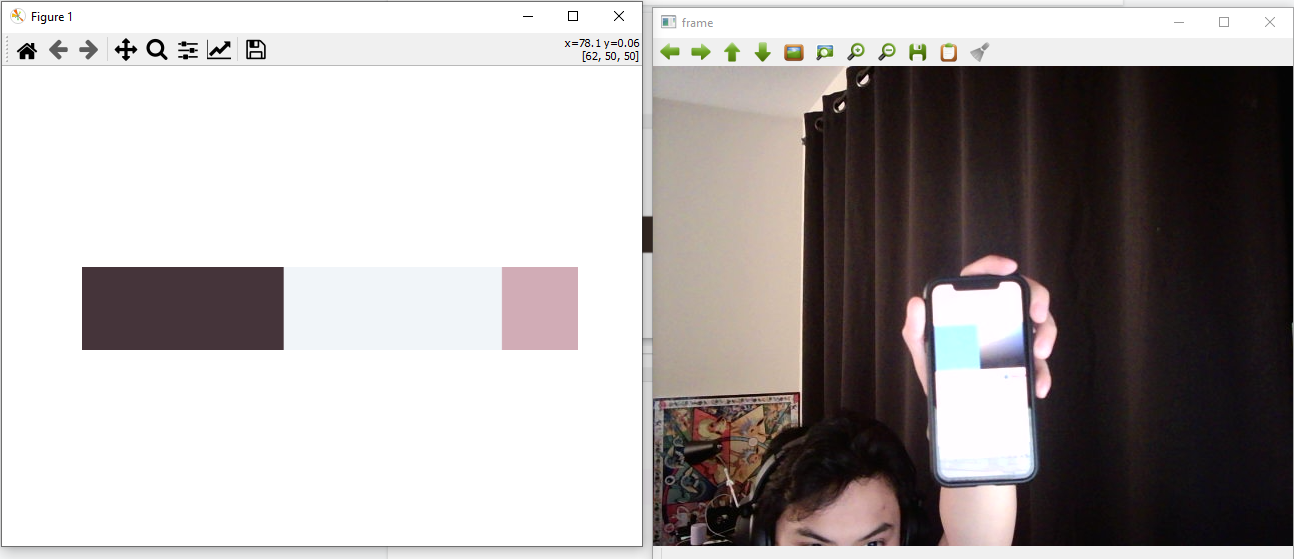 Figure 1
x=78.1 y=0.06
[62, 50, 50]
frame